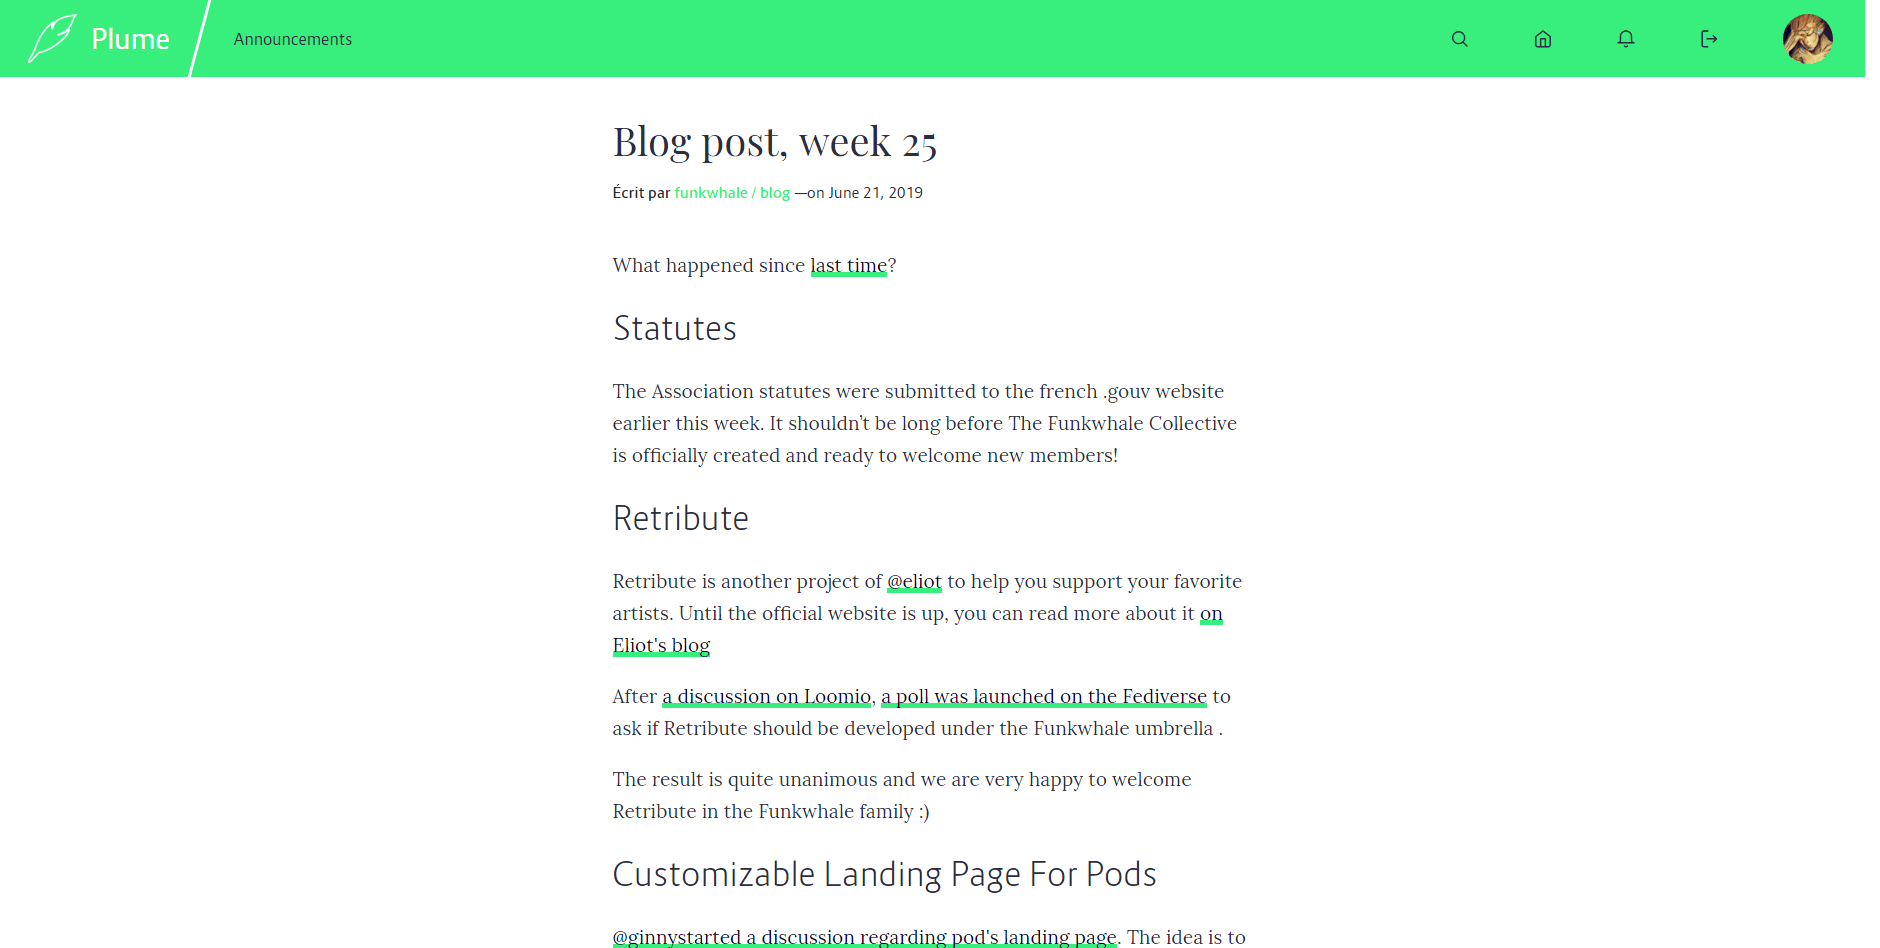 Plume
Announcements
Blog post, week 25
Écrit par funkwhale / blog —on June 21, 2019
What happened since last time?
Statutes
The Association statutes were submitted to the french .gouv website
earlier this week. It shouldn’t be long before The Funkwhale Collective
is officially created and ready to welcome new members!
Retribute
Retribute is another project of @eliot to help you support your favorite
artists. Until the official website is up, you can read more about it on
Eliot's blog
After a discussion on Loomio, a poll was launched on the Fediverse to
ask if Retribute should be developed under the Funkwhale umbrella .
The result is quite unanimous and we are very happy to welcome
Retribute in the Funkwhale family :)
Customizable Landing Page For Pods
@ginnystarted a discussion regarding pod's landing page. The idea is to